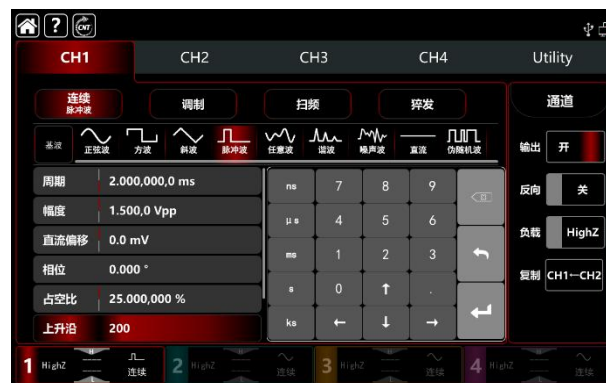 ?
CNT
CH1 CH2 CH3 CH4 Utility
连续
脉冲波
调制 扫频 猝发 通道
基波 正弦波 方波 斜波 脉冲波 任意波 谐波 噪声波 直流 伪随机波
输出 开
周期 2.000,000,0 ms
ns 7 8 9
反向 关
幅度 1.500,0 Vpp
μs 4 5 6
直流偏移 0.0 mV
负载 HighZ
ms 1 2 3
相位 0.000 °
复制 CH1←CH2
占空比 25.000,000 %
s 0 ↑ .
上升沿 200
ks ← ↓ →
1 HighZ 连续 2 HighZ 连续 3 HighZ 连续 4 HighZ 连续